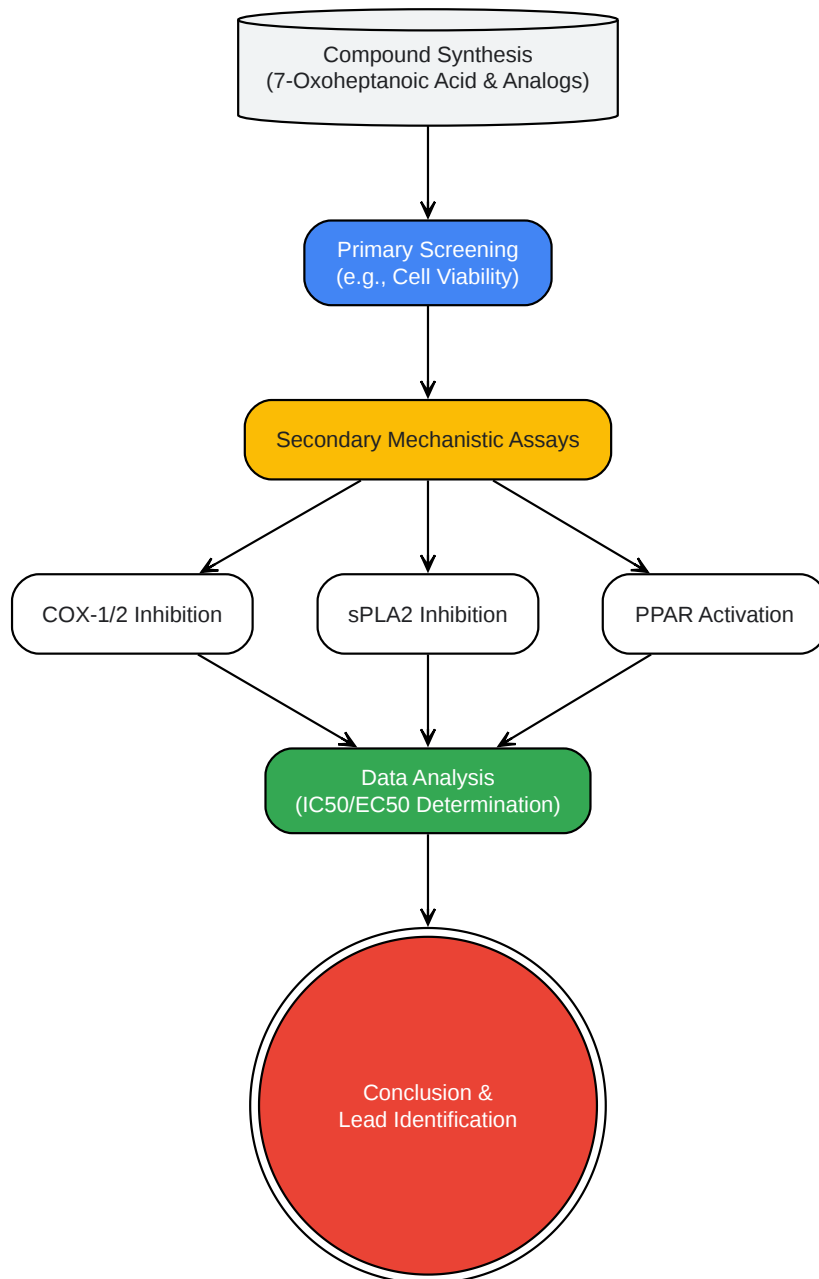 Compound Synthesis
(7-Oxoheptanoic Acid & Analogs)
Primary Screening
(e.g., Cell Viability)
Secondary Mechanistic Assays
COX-1/2 Inhibition
sPLA2 Inhibition
PPAR Activation
Data Analysis
(IC50/EC50 Determination)
Conclusion &
Lead Identification